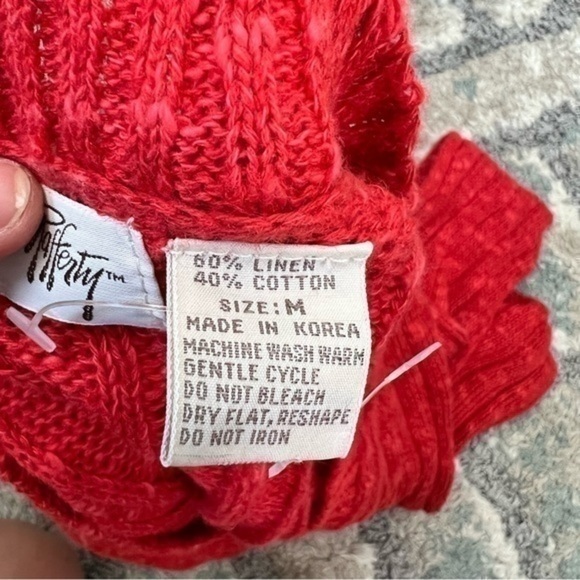 Rafferty™
60% LINEN
40% COTTON
SIZE: M
MADE IN KOREA
MACHINE WASH WARM
GENTLE CYCLE
DO NOT BLEACH
DRY FLAT, RESHAPE
DO NOT IRON